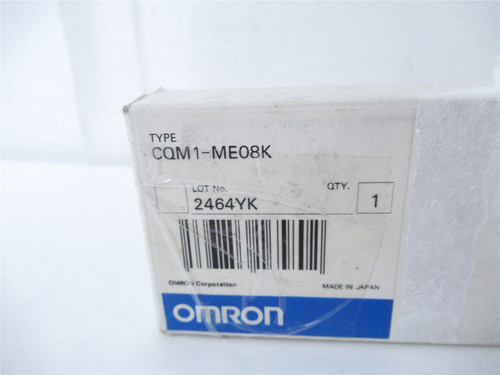 TYPE
CQM1-ME08K
LOT No. QTY.
2464YK 1
OMRON Corporation MADE IN JAPAN
OMRON